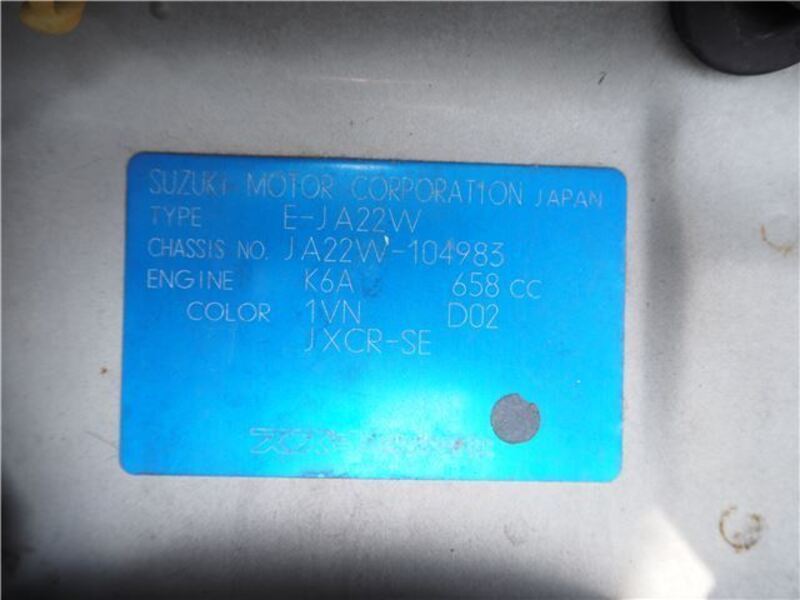 SUZUKI MOTOR CORPORATION JAPAN
TYPE E-JA22W
CHASSIS NO. JA22W-104983
ENGINE K6A 658 CC
COLOR 1VN D02
JXCR-SE